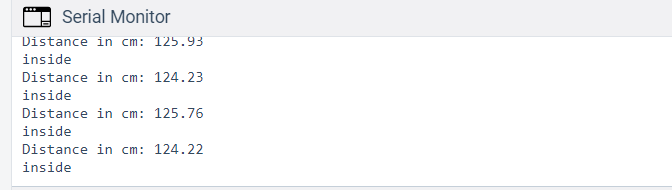 Serial Monitor
Distance in cm: 125.93
inside
Distance in cm: 124.23
inside
Distance in cm: 125.76
inside
Distance in cm: 124.22
inside